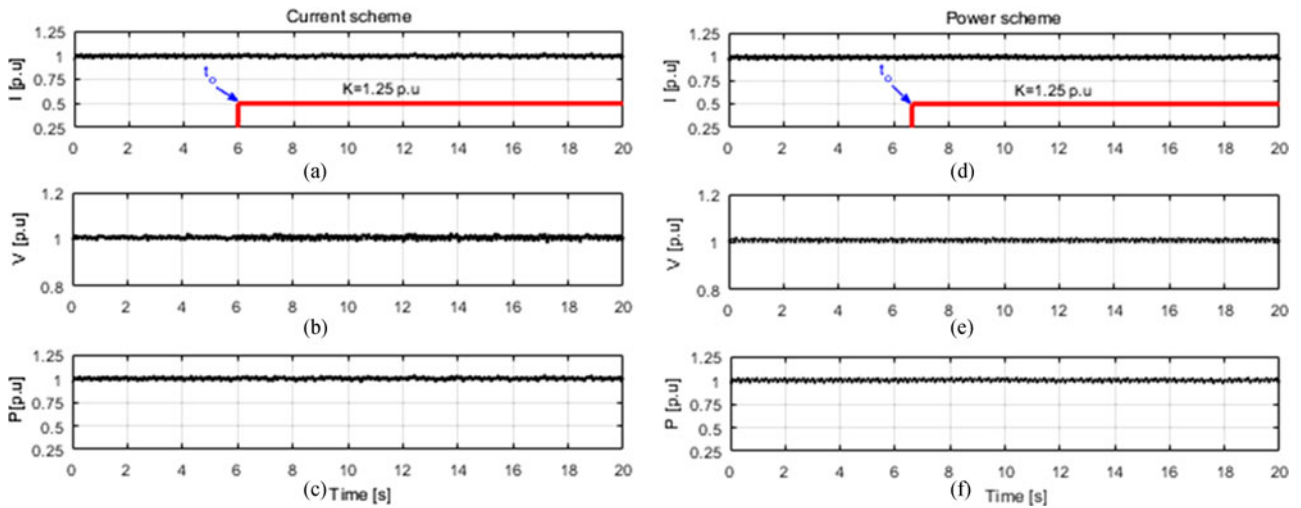 Current scheme
I [p.u]
1.25
1
0.75
0.5
0.25
t o
K=1.25 p.u
0 2 4 6 8 10 12 14 16 18 20
(a)
V [p.u]
1.2
1
0.8
0 2 4 6 8 10 12 14 16 18 20
(b)
P[p.u]
1.25
1
0.75
0.5
0.25
0 2 4 6 8 10 12 14 16 18 20
Time [s]
(c)
Power scheme
I [p.u]
1.25
1
0.75
0.5
0.25
t o
K=1.25 p.u
0 2 4 6 8 10 12 14 16 18 20
(d)
V [p.u]
1.2
1
0.8
0 2 4 6 8 10 12 14 16 18 20
(e)
P [p.u]
1.25
1
0.75
0.5
0.25
0 2 4 6 8 10 12 14 16 18 20
Time [s]
(f)